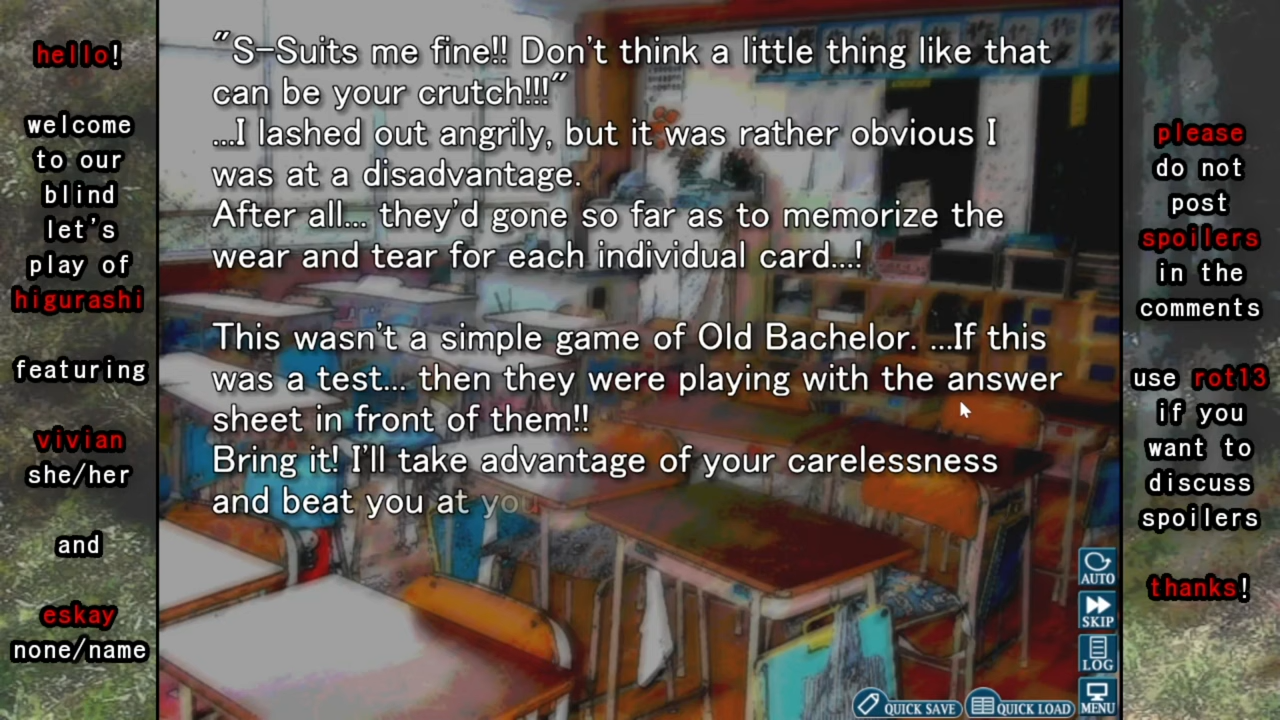 hello!
welcome
to our
blind
let's
play of
higurashi
featuring
vivian
she/her
and
eskay
none/name
"S-Suits me fine!! Don't think a little thing like that
can be your crutch!!!"
...I lashed out angrily, but it was rather obvious I
was at a disadvantage.
After all... they'd gone so far as to memorize the
wear and tear for each individual card...!
This wasn't a simple game of Old Bachelor. ...If this
was a test... then they were playing with the answer
sheet in front of them!!
Bring it! I'll take advantage of your carelessness
and beat you at you
AUTO
SKIP
LOG
MENU
QUICK SAVE
QUICK LOAD
please
do not
post
spoilers
in the
comments
use rot13
if you
want to
discuss
spoilers
thanks!